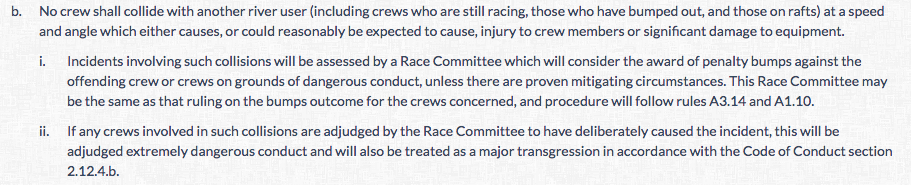 b. No crew shall collide with another river user (including crews who are still racing, those who have bumped out, and those on rafts) at a speed
and angle which either causes, or could reasonably be expected to cause, injury to crew members or significant damage to equipment.
i. Incidents involving such collisions will be assessed by a Race Committee which will consider the award of penalty bumps against the
offending crew or crews on grounds of dangerous conduct, unless there are proven mitigating circumstances. This Race Committee may
be the same as that ruling on the bumps outcome for the crews concerned, and procedure will follow rules A3.14 and A1.10.
ii. If any crews involved in such collisions are adjudged by the Race Committee to have deliberately caused the incident, this will be
adjudged extremely dangerous conduct and will also be treated as a major transgression in accordance with the Code of Conduct section
2.12.4.b.